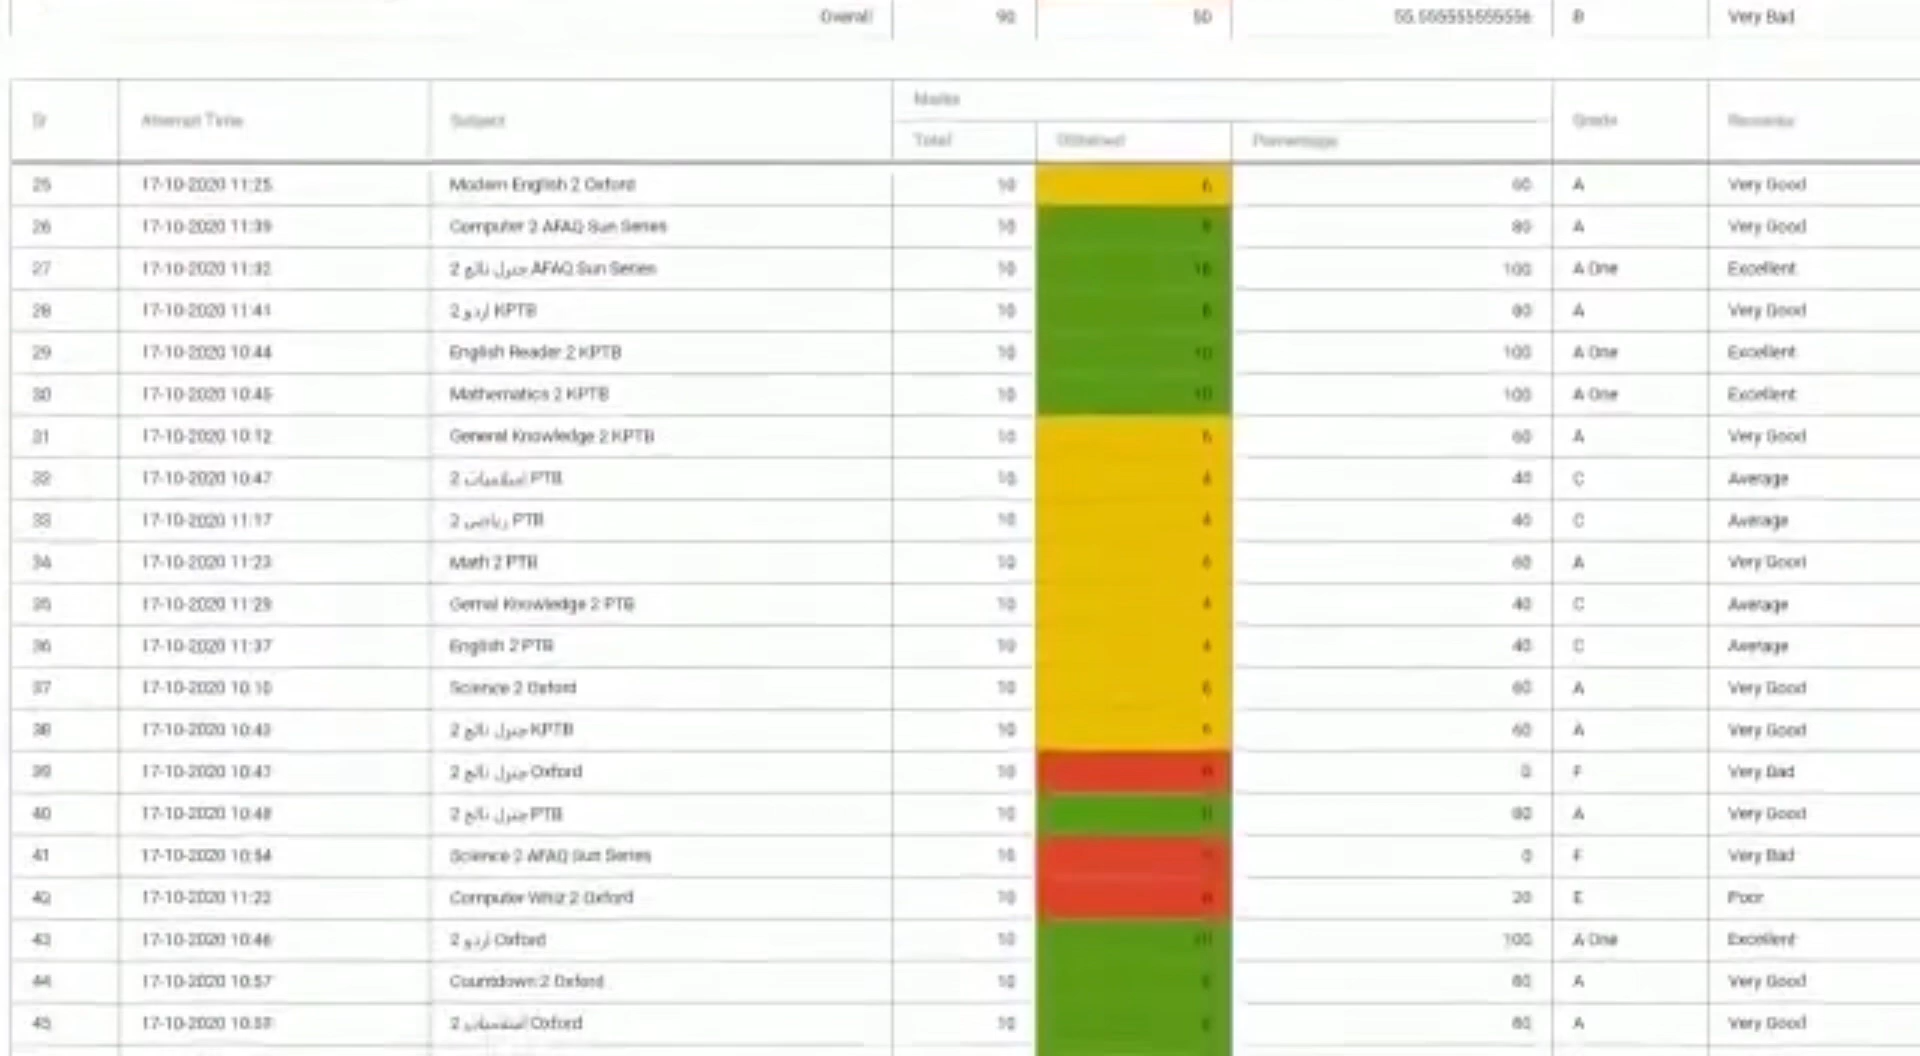 Overall 90 50 55.555555555556 B Very Bad
Marks
Sr Attempt Time Subject Grade Remarks
Total Obtained Percentage
25 17-10-2020 11:25 Modern English 2 Oxford 10 6 60 A Very Good
26 17-10-2020 11:39 Computer 2 AFAQ Sun Series 10 8 80 A Very Good
27 17-10-2020 11:32 2 جنرل نالج AFAQ Sun Series 10 10 100 A One Excellent
28 17-10-2020 11:41 2 اردو KPTB 10 8 80 A Very Good
29 17-10-2020 10:44 English Reader 2 KPTB 10 10 100 A One Excellent
30 17-10-2020 10:45 Mathematics 2 KPTB 10 10 100 A One Excellent
31 17-10-2020 10:12 General Knowledge 2 KPTB 10 6 60 A Very Good
32 17-10-2020 10:47 2 اسلامیات PTB 10 4 40 C Average
33 17-10-2020 11:17 2 ریاضی PTB 10 4 40 C Average
34 17-10-2020 11:23 Math 2 PTB 10 6 60 A Very Good
35 17-10-2020 11:29 Gernal Knowledge 2 PTB 10 4 40 C Average
36 17-10-2020 11:37 English 2 PTB 10 4 40 C Average
37 17-10-2020 10:10 Science 2 Oxford 10 6 60 A Very Good
38 17-10-2020 10:43 2 جنرل نالج KPTB 10 6 60 A Very Good
39 17-10-2020 10:47 2 جنرل نالج Oxford 10 0 0 F Very Bad
40 17-10-2020 10:48 2 جنرل نالج PTB 10 8 80 A Very Good
41 17-10-2020 10:54 Science 2 AFAQ Sun Series 10 0 F Very Bad
42 17-10-2020 11:22 Computer Whiz 2 Oxford 10 20 E Poor
43 17-10-2020 10:46 2 اردو Oxford 10 10 100 A One Excellent
44 17-10-2020 10:57 Countdown 2 Oxford 10 8 80 A Very Good
45 17-10-2020 2 اسلامیات Oxford 10 8 80 A Very Good